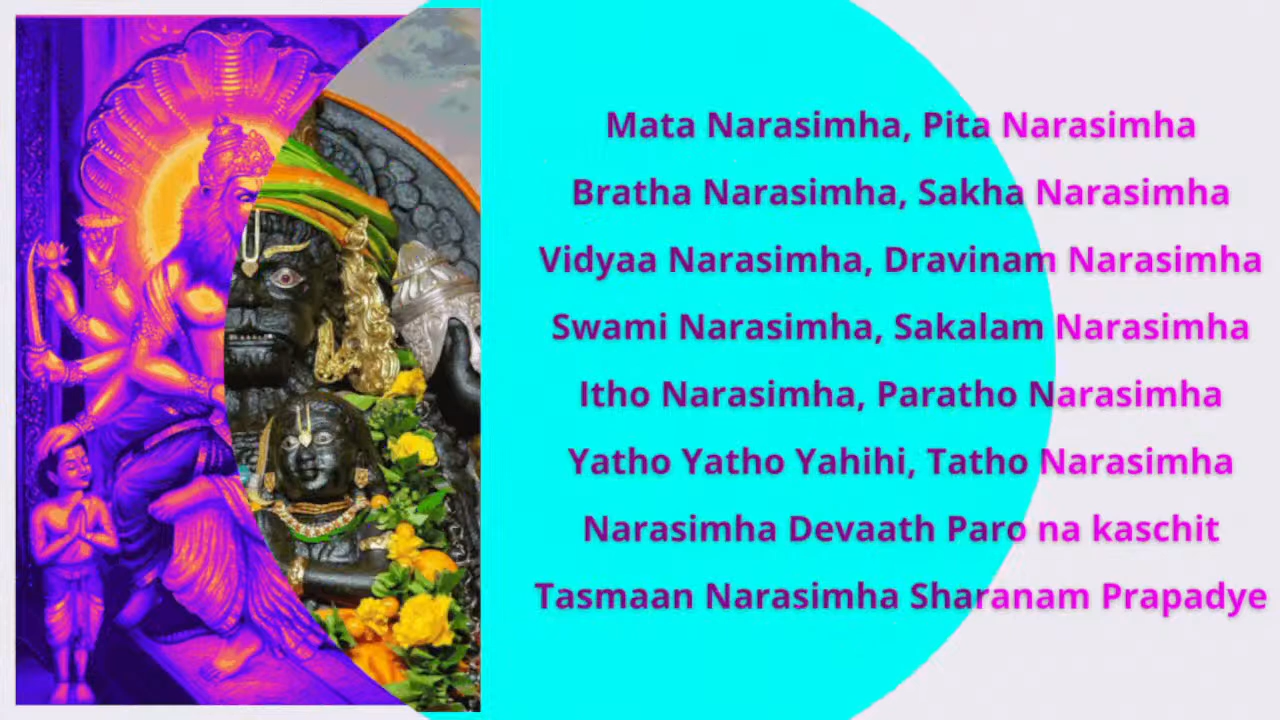 Mata Narasimha, Pita Narasimha
Bratha Narasimha, Sakha Narasimha
Vidyaa Narasimha, Dravinam Narasimha
Swami Narasimha, Sakalam Narasimha
Itho Narasimha, Paratho Narasimha
Yatho Yatho Yahihi, Tatho Narasimha
Narasimha Devaath Paro na kaschit
Tasmaan Narasimha Sharanam Prapadye